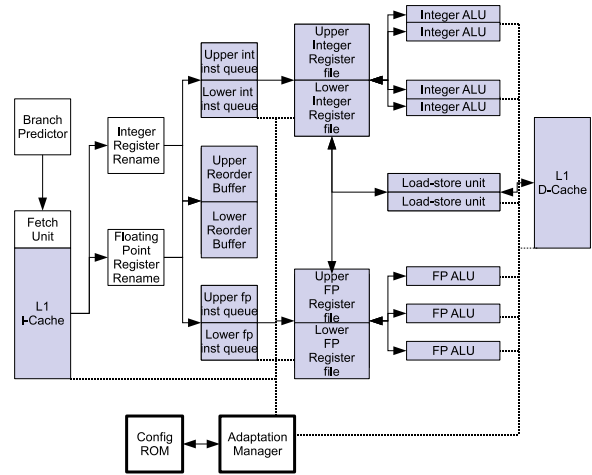 Branch
Predictor
Fetch
Unit
L1
I-Cache
Integer
Register
Rename
Floating
Point
Register
Rename
Upper int
inst queue
Lower int
inst queue
Upper
Reorder
Buffer
Lower
Reorder
Buffer
Upper fp
inst queue
Lower fp
inst queue
Upper
Integer
Register
file
Lower
Integer
Register
file
Upper
FP
Register
file
Lower
FP
Register
file
Integer ALU
Integer ALU
Integer ALU
Integer ALU
Load-store unit
Load-store unit
FP ALU
FP ALU
FP ALU
L1
D-Cache
Config
ROM
Adaptation
Manager